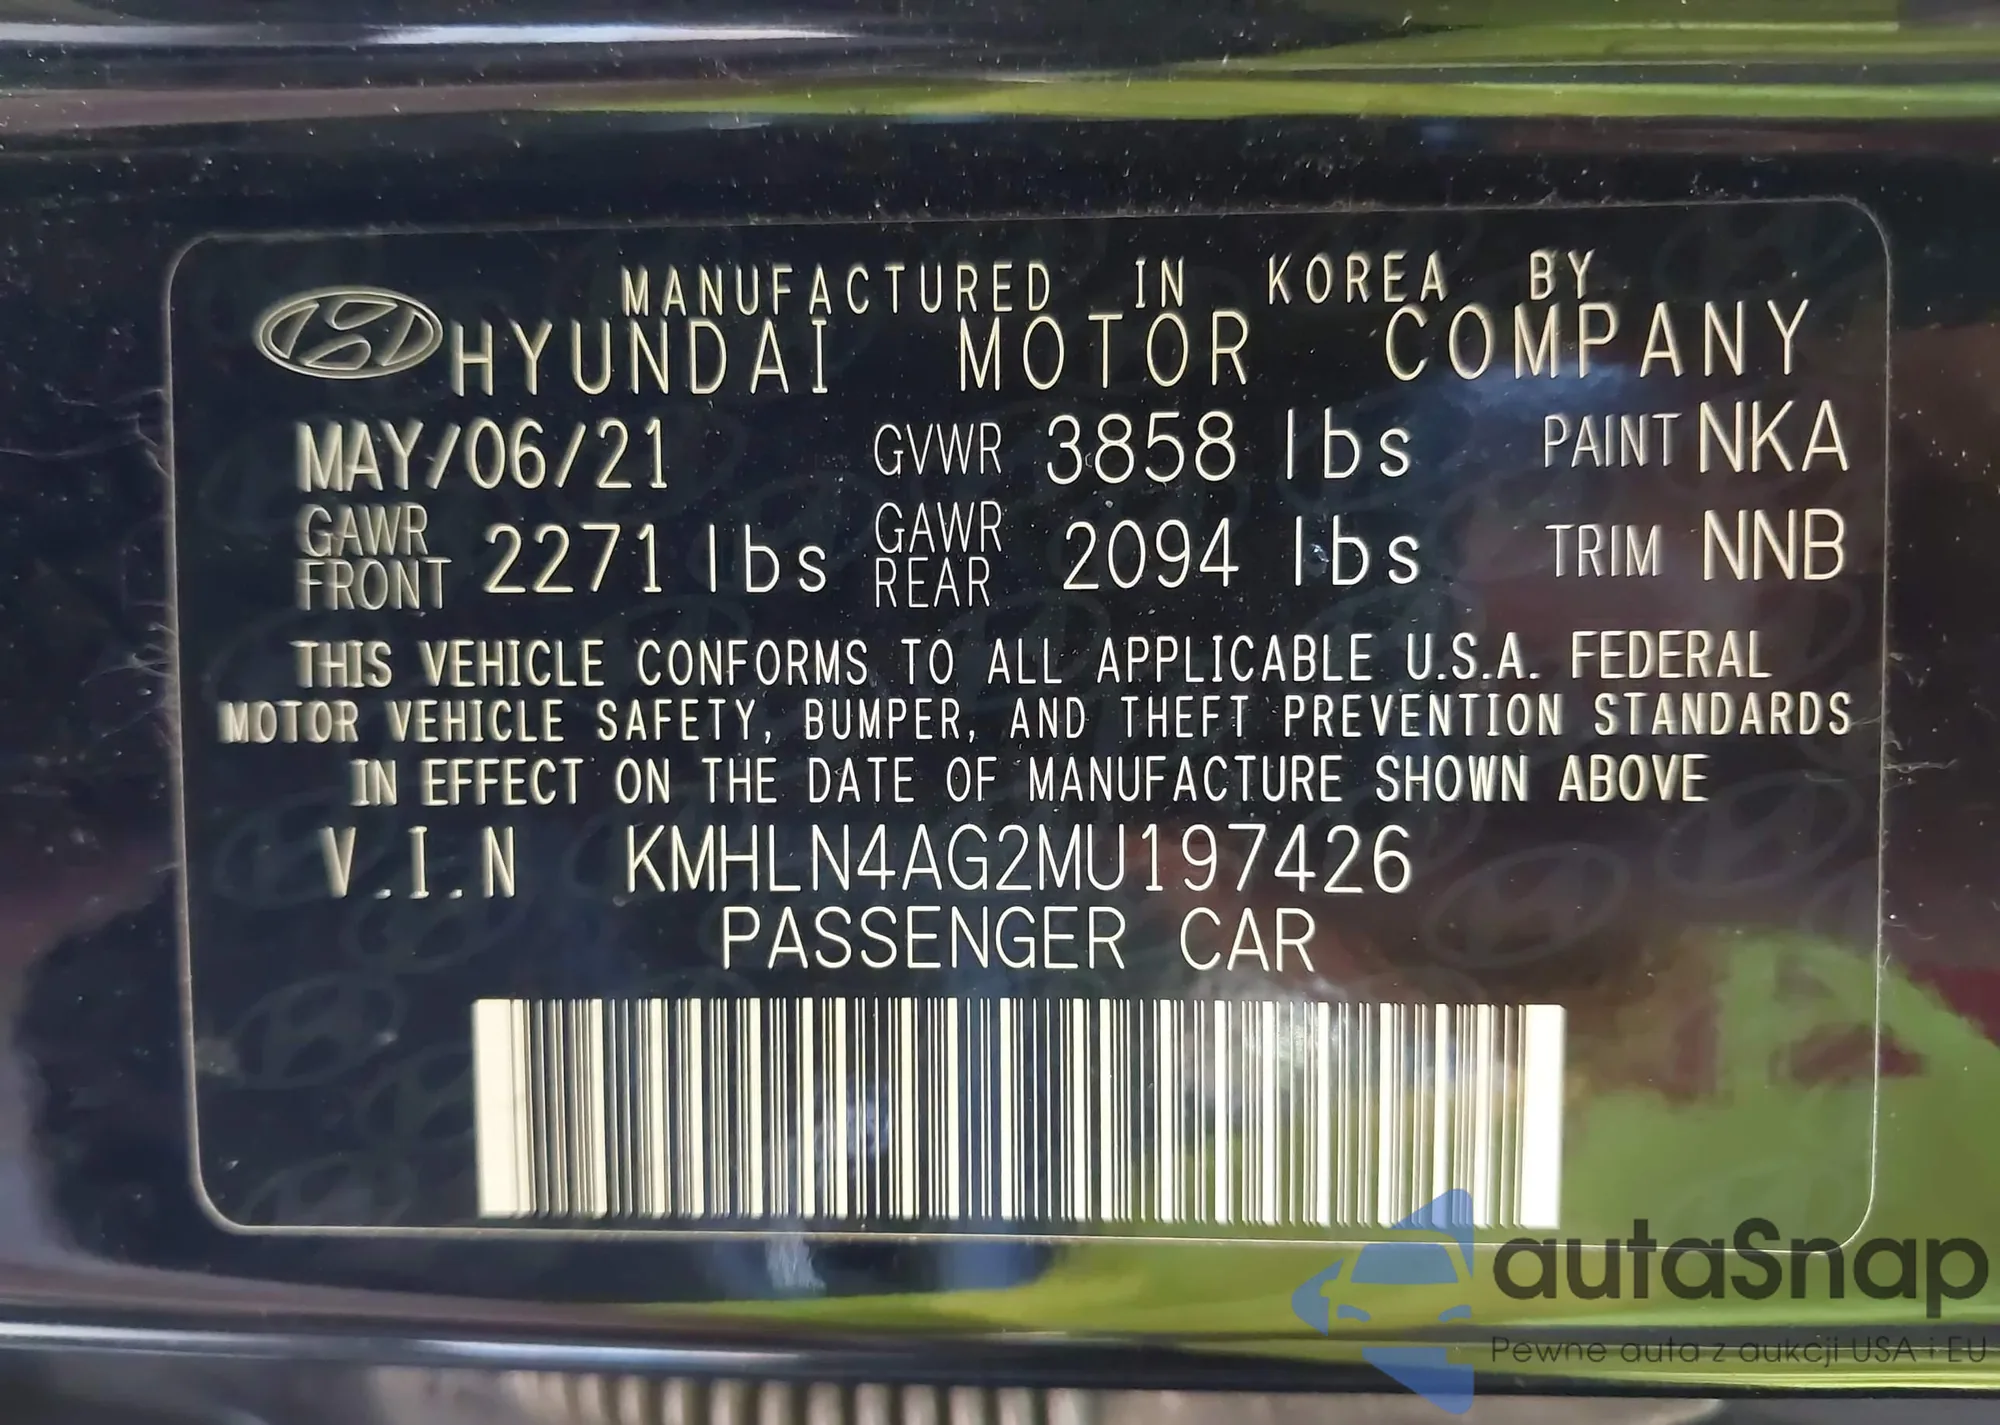 MANUFACTURED IN KOREA BY
HYUNDAI MOTOR COMPANY
MAY/06/21 GVWR 3858 lbs PAINT NKA
GAWR FRONT 2271 lbs GAWR REAR 2094 lbs TRIM NNB
THIS VEHICLE CONFORMS TO ALL APPLICABLE U.S.A. FEDERAL
MOTOR VEHICLE SAFETY, BUMPER, AND THEFT PREVENTION STANDARDS
IN EFFECT ON THE DATE OF MANUFACTURE SHOWN ABOVE
V.I.N KMHLN4AG2MU197426
PASSENGER CAR
autaSnap
Pewne auta z aukcji USA i EU